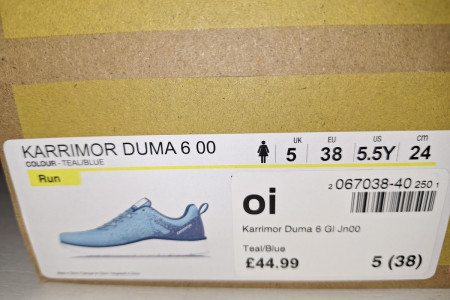 KARRIMOR DUMA 6 00
COLOUR - TEAL/BLUE
Run
UK EU US cm
5 38 5.5Y 24
oi
2 067038-40 250 1
Karrimor Duma 6 Gl Jn00
Teal/Blue
£44.99 5 (38)